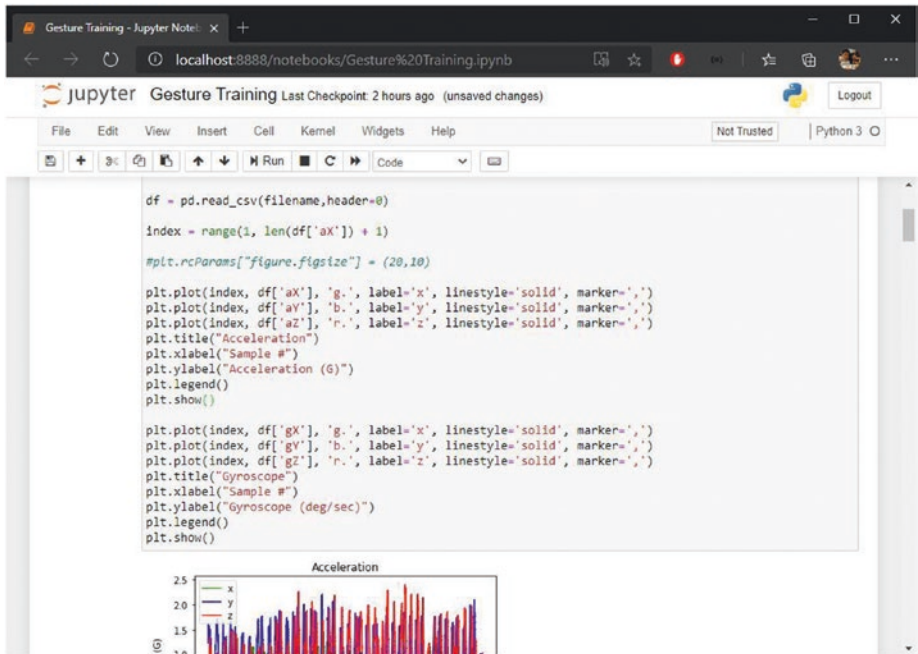 Gesture Training - Jupyter Noteb
localhost:8888/notebooks/Gesture%20Training.ipynb
jupyter Gesture Training Last Checkpoint: 2 hours ago (unsaved changes)
Logout
File Edit View Insert Cell Kernel Widgets Help
Not Trusted
Python 3
Run
Code
df = pd.read_csv(filename,header=0)
index = range(1, len(df['aX']) + 1)
#plt.rcParams["figure.figsize"] = (20,10)
plt.plot(index, df['aX'], 'g.', label='x', linestyle='solid', marker=',')
plt.plot(index, df['aY'], 'b.', label='y', linestyle='solid', marker=',')
plt.plot(index, df['aZ'], 'r.', label='z', linestyle='solid', marker=',')
plt.title("Acceleration")
plt.xlabel("Sample #")
plt.ylabel("Acceleration (G)")
plt.legend()
plt.show()
plt.plot(index, df['gX'], 'g.', label='x', linestyle='solid', marker=',')
plt.plot(index, df['gY'], 'b.', label='y', linestyle='solid', marker=',')
plt.plot(index, df['gZ'], 'r.', label='z', linestyle='solid', marker=',')
plt.title("Gyroscope")
plt.xlabel("Sample #")
plt.ylabel("Gyroscope (deg/sec)")
plt.legend()
plt.show()
Acceleration
2.5
x
2.0
y
z
1.5
(G)
1.0